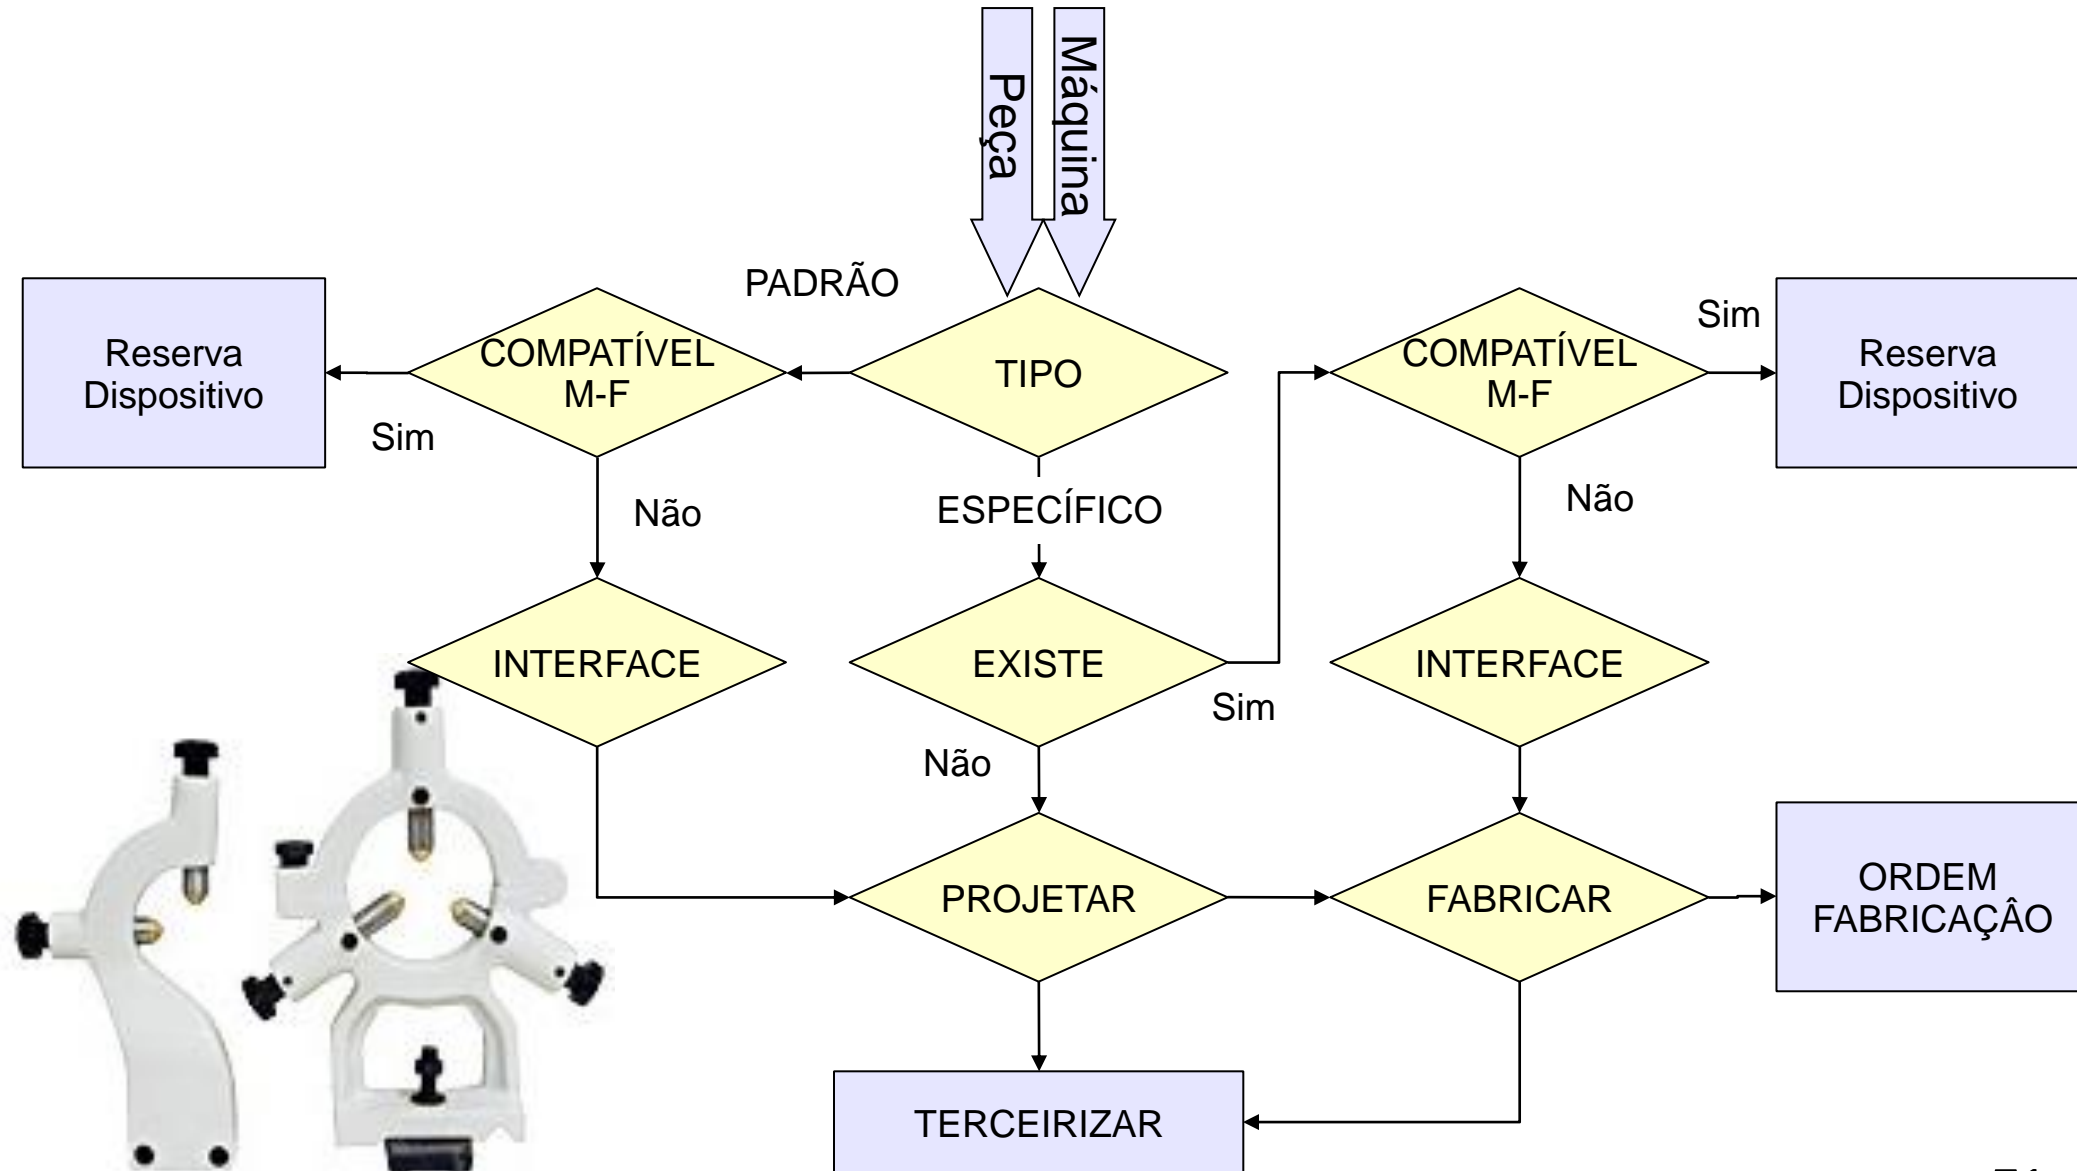 Peça
Máquina
PADRÃO
Sim
Reserva
Dispositivo
COMPATÍVEL
M-F
TIPO
COMPATÍVEL
M-F
Reserva
Dispositivo
Sim
Não
ESPECÍFICO
Não
INTERFACE
EXISTE
INTERFACE
Sim
Não
PROJETAR
FABRICAR
ORDEM
FABRICAÇÂO
TERCEIRIZAR